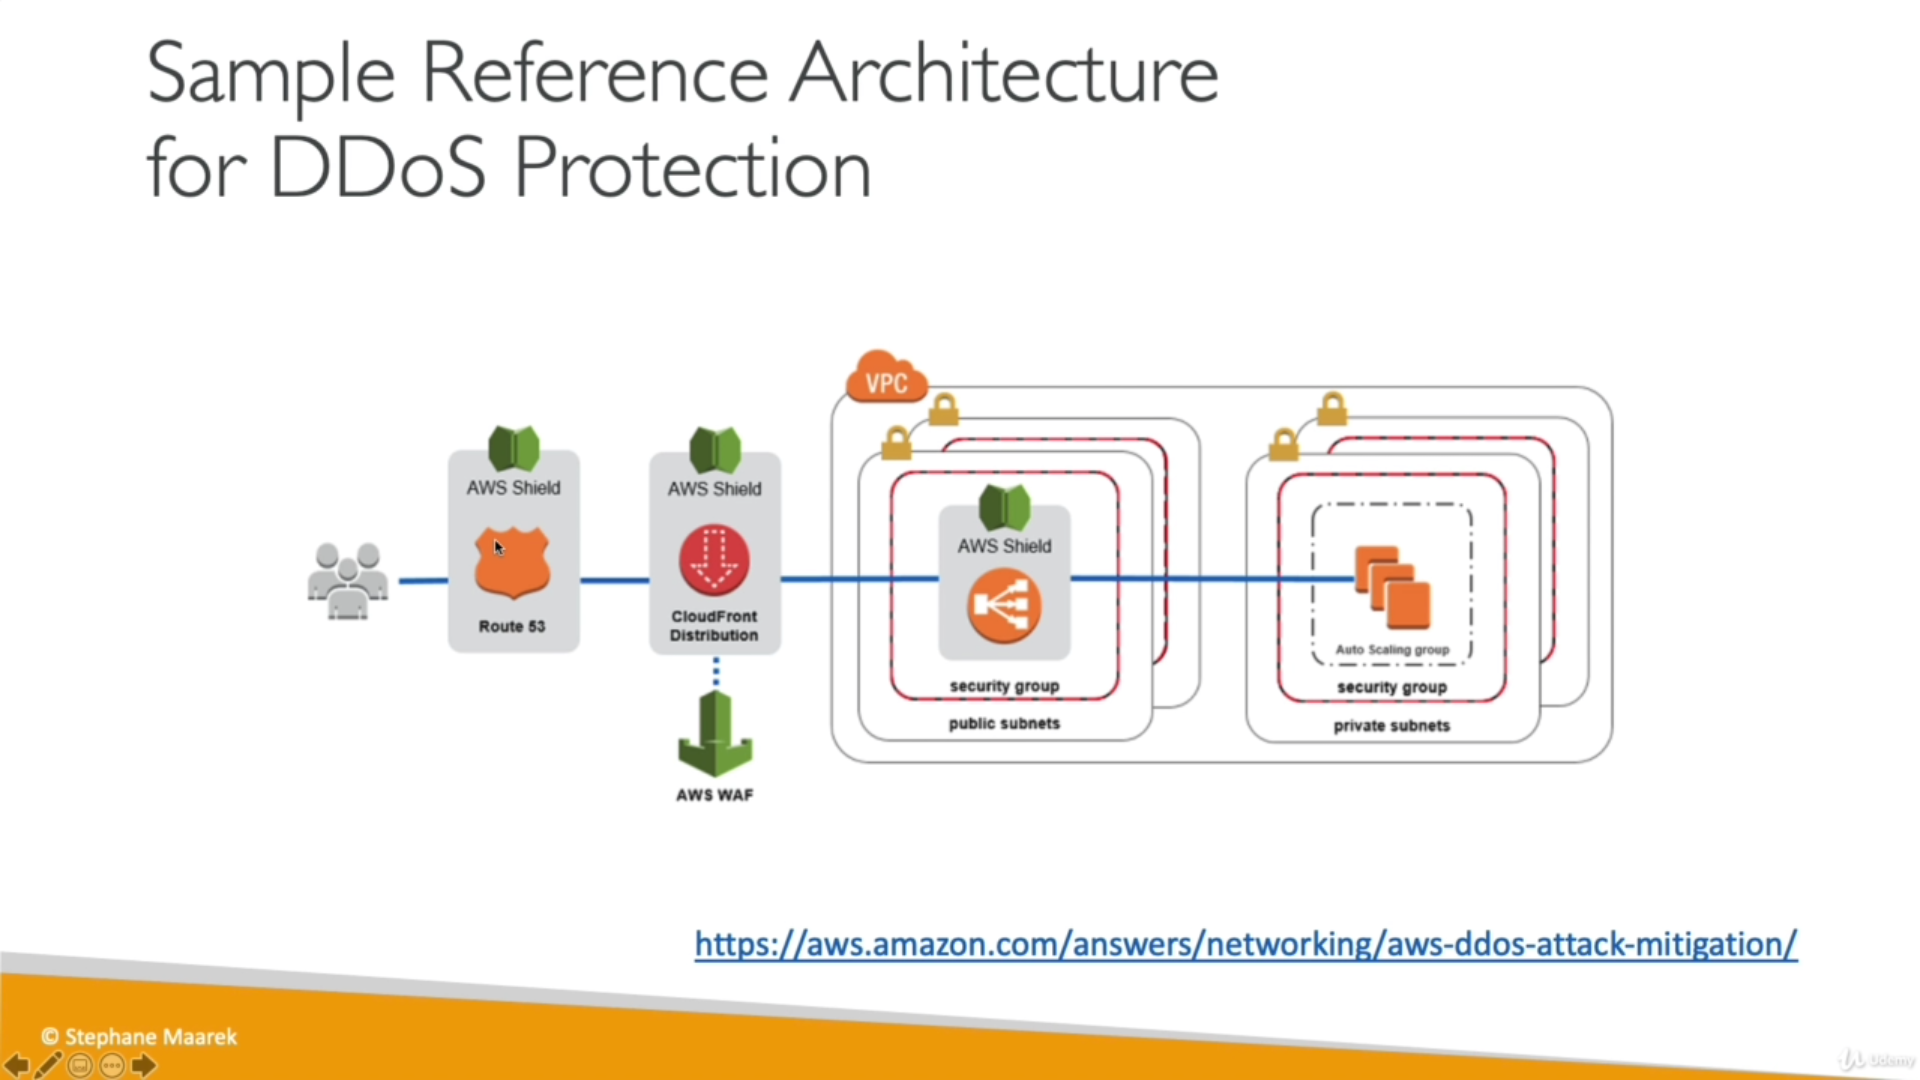 Sample Reference Architecture
for DDoS Protection
VPC
AWS Shield
Route 53
AWS Shield
CloudFront
Distribution
AWS WAF
AWS Shield
security group
public subnets
Auto Scaling group
security group
private subnets
https://aws.amazon.com/answers/networking/aws-ddos-attack-mitigation/
© Stephane Maarek
Udemy